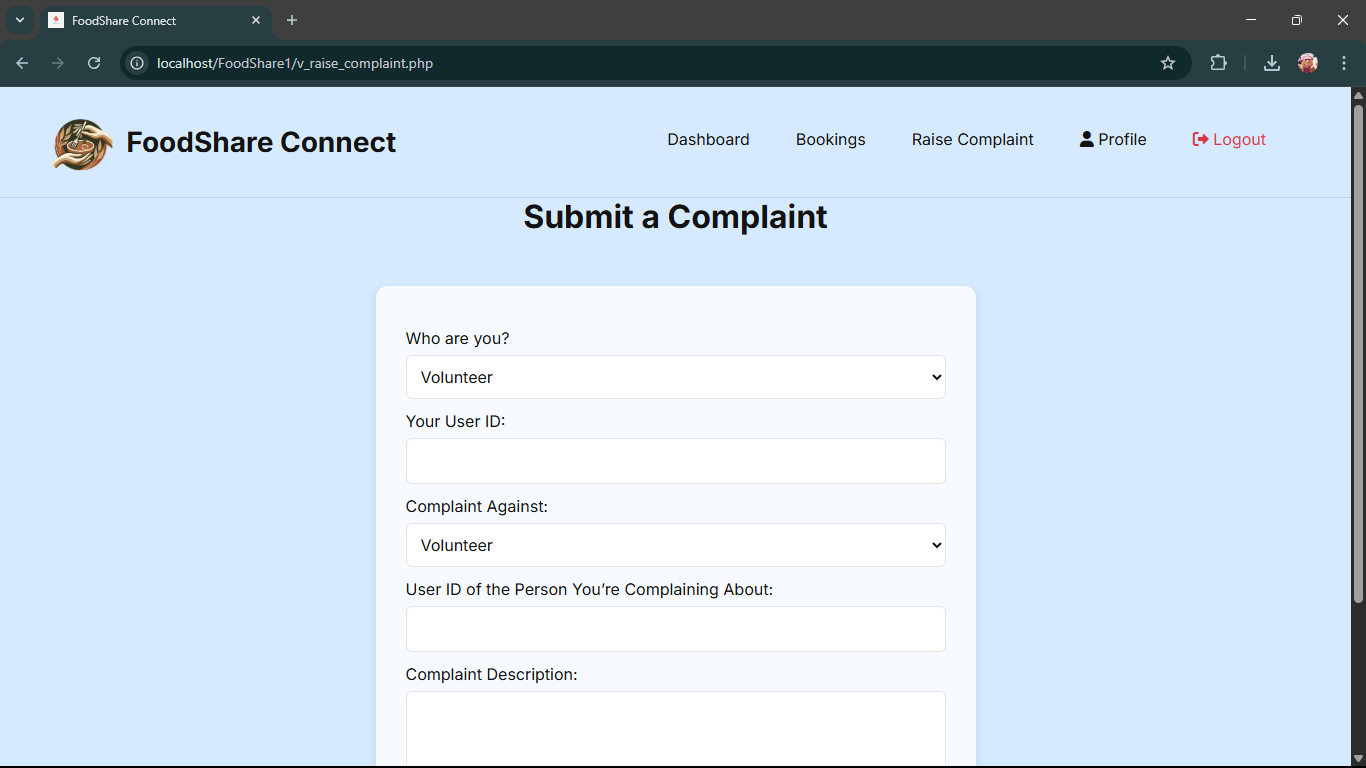 FoodShare Connect
localhost/FoodShare1/v_raise_complaint.php
FoodShare Connect
Dashboard
Bookings
Raise Complaint
Profile
Logout
Submit a Complaint
Who are you?
Volunteer
Your User ID:
Complaint Against:
Volunteer
User ID of the Person You’re Complaining About:
Complaint Description: